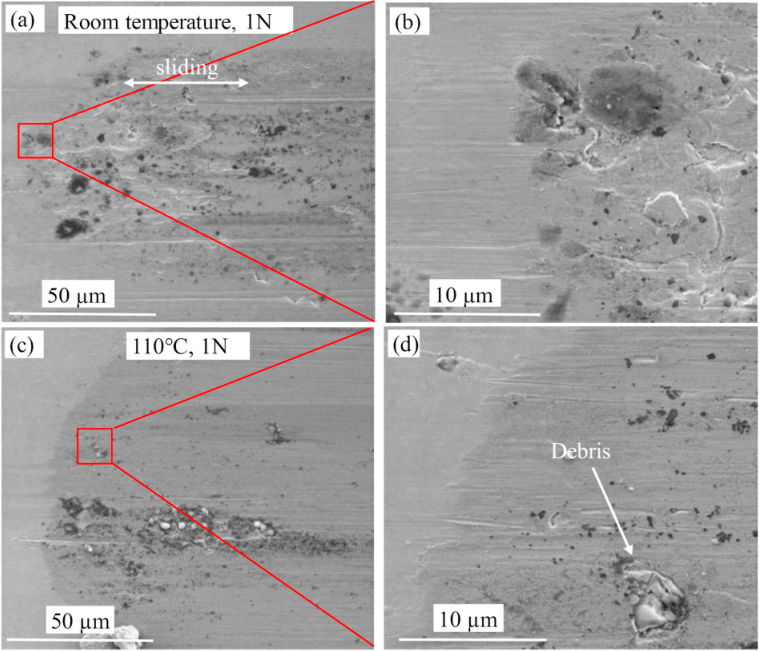 (a)
Room temperature, 1N
sliding
50 µm
(b)
10 µm
(c)
110℃, 1N
50 µm
(d)
Debris
10 µm